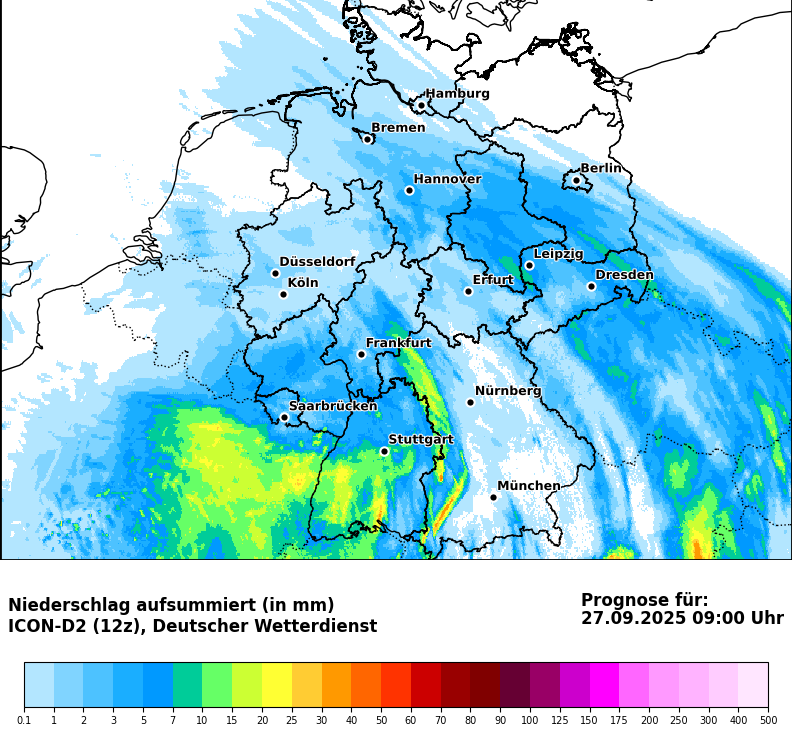 Hamburg
Bremen
Berlin
Hannover
Düsseldorf
Leipzig
Köln
Erfurt
Dresden
Frankfurt
Nürnberg
Saarbrücken
Stuttgart
München
Niederschlag aufsummiert (in mm)
ICON-D2 (12z), Deutscher Wetterdienst
Prognose für:
27.09.2025 09:00 Uhr
0.1 1 2 3 5 7 10 15 20 25 30 40 50 60 70 80 90 100 125 150 175 200 250 300 400 500